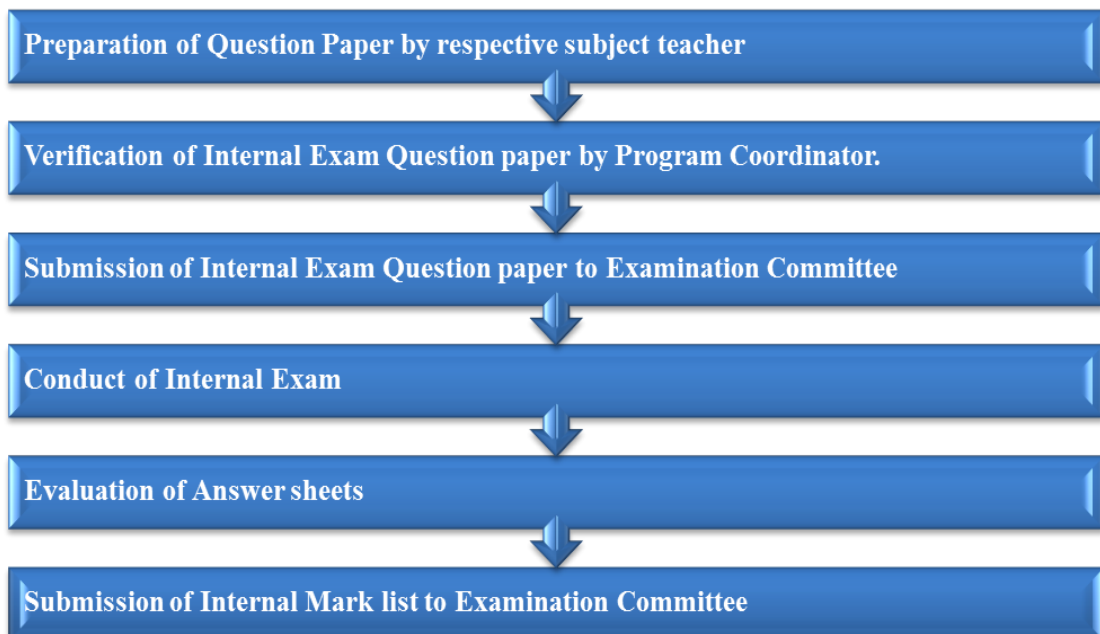 Preparation of Question Paper by respective subject teacher
Verification of Internal Exam Question paper by Program Coordinator.
Submission of Internal Exam Question paper to Examination Committee
Conduct of Internal Exam
Evaluation of Answer sheets
Submission of Internal Mark list to Examination Committee